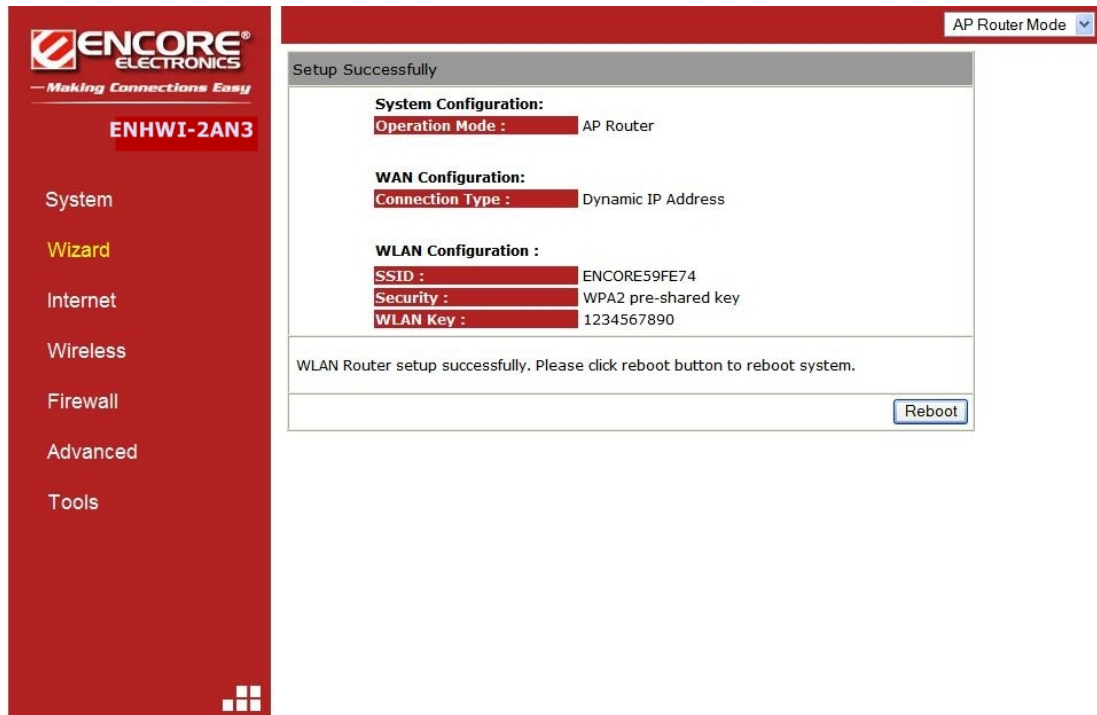 ENCORE®
ELECTRONICS
—Making Connections Easy
ENHWI-2AN3
System
Wizard
Internet
Wireless
Firewall
Advanced
Tools
AP Router Mode
Setup Successfully
System Configuration:
Operation Mode : AP Router
WAN Configuration:
Connection Type : Dynamic IP Address
WLAN Configuration :
SSID : ENCORE59FE74
Security : WPA2 pre-shared key
WLAN Key : 1234567890
WLAN Router setup successfully. Please click reboot button to reboot system.
Reboot